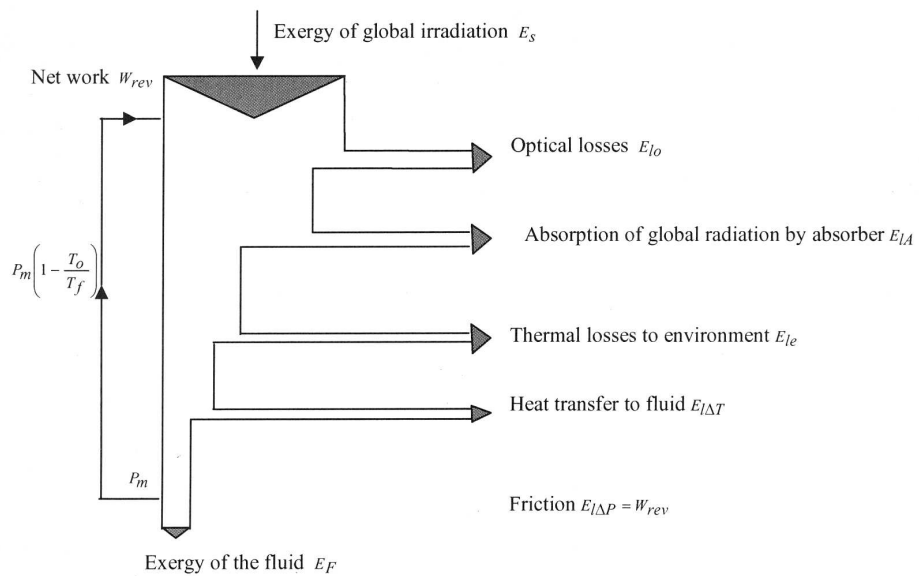 Exergy of global irradiation E_s
Net work W_rev
Optical losses E_lo
Absorption of global radiation by absorber E_lA
P_m(1 - T_o/T_f)
Thermal losses to environment E_le
Heat transfer to fluid E_lΔT
P_m
Friction E_lΔP = W_rev
Exergy of the fluid E_F